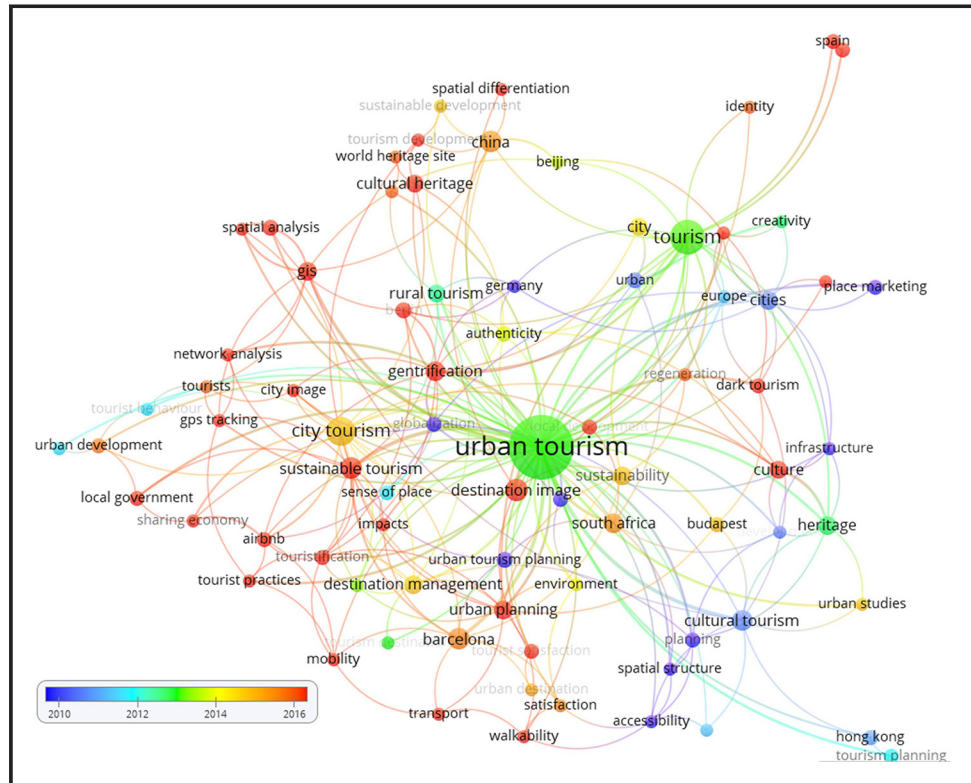 spain
spatial differentiation
sustainable development
identity
tourism development
china
world heritage site
beijing
cultural heritage
creativity
spatial analysis
city
tourism
gis
urban
rural tourism
germany
europe
cities
place marketing
authenticity
network analysis
gentrification
regeneration
tourists
city image
dark tourism
tourist behaviour
gps tracking
globalization
city tourism
urban tourism
urban development
infrastructure
sustainable tourism
culture
sustainability
sense of place
destination image
local government
sharing economy
impacts
south africa
budapest
heritage
airbnb
touristification
urban tourism planning
tourist practices
destination management
environment
urban planning
urban studies
cultural tourism
barcelona
planning
tourist satisfaction
mobility
spatial structure
urban destination
satisfaction
transport
accessibility
walkability
hong kong
tourism planning
2010 2012 2014 2016